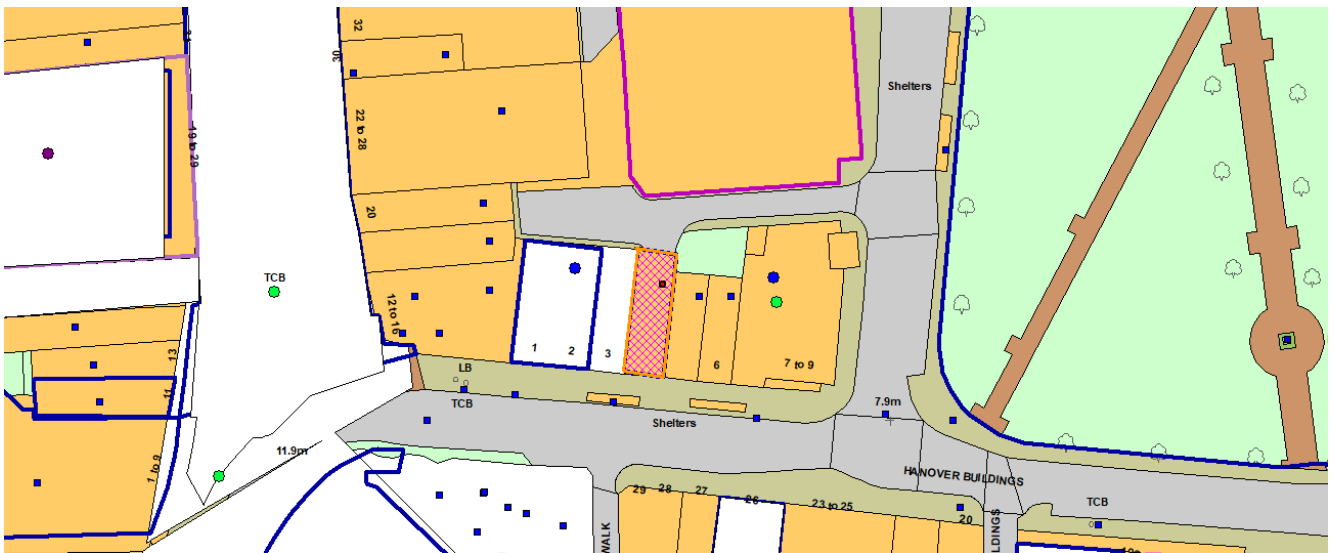 32
30
Shelters
22 to 28
19 to 29
20
TCB
12 to 16
1
2
3
6
7 to 9
13
11
LB
TCB
Shelters
7.9m
1 to 9
11.9m
HANOVER BUILDINGS
29
28
27
26
23 to 25
20
TCB
WALK